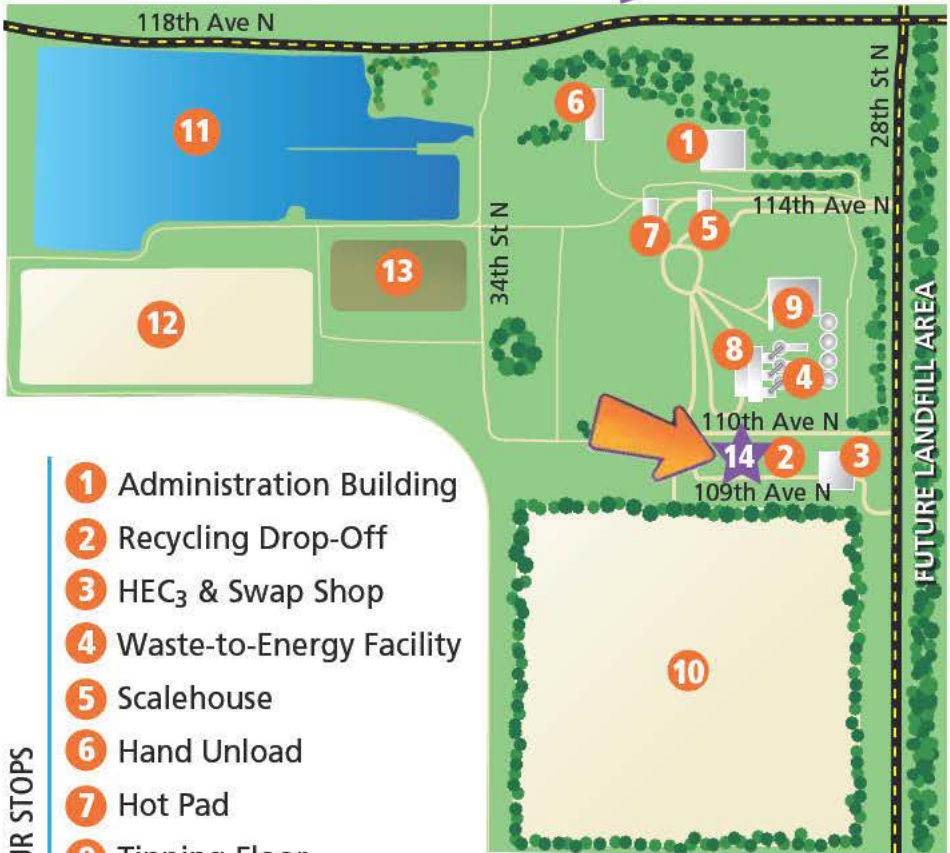 118th Ave N
28th St N
11
6
1
114th Ave N
7
5
34th St N
13
12
9
8
4
110th Ave N
14
2
3
109th Ave N
FUTURE LANDFILL AREA
10
1 Administration Building
2 Recycling Drop-Off
3 HEC₃ & Swap Shop
4 Waste-to-Energy Facility
5 Scalehouse
6 Hand Unload
7 Hot Pad
Tipping Floor
STOPS